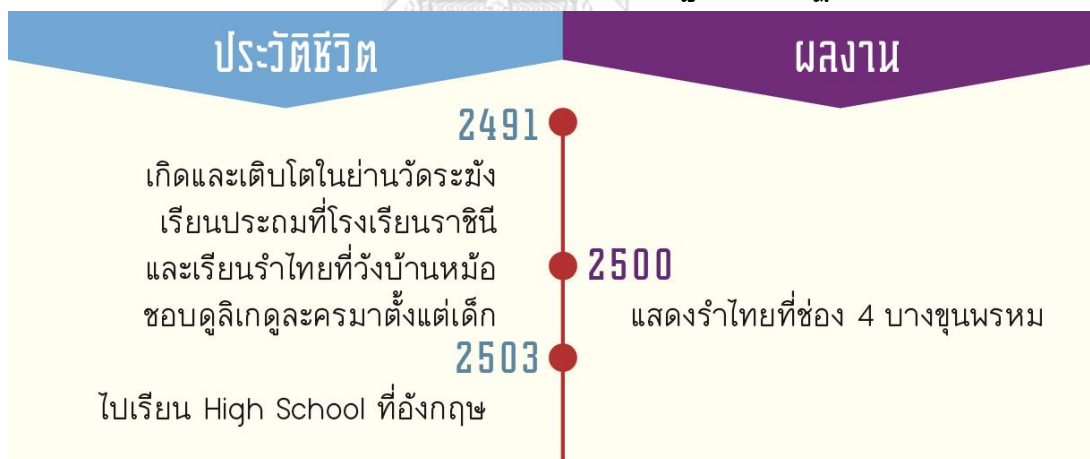 ประวัติชีวิต
ผลงาน
2491
เกิดและเติบโตในย่านวัดระฆัง
เรียนประถมที่โรงเรียนราชินี
และเรียนรำไทยที่วังบ้านหม้อ
ชอบดูลิเกดูละครมาตั้งแต่เด็ก
2500
แสดงรำไทยที่ช่อง 4 บางขุนพรหม
2503
ไปเรียน High School ที่อังกฤษ